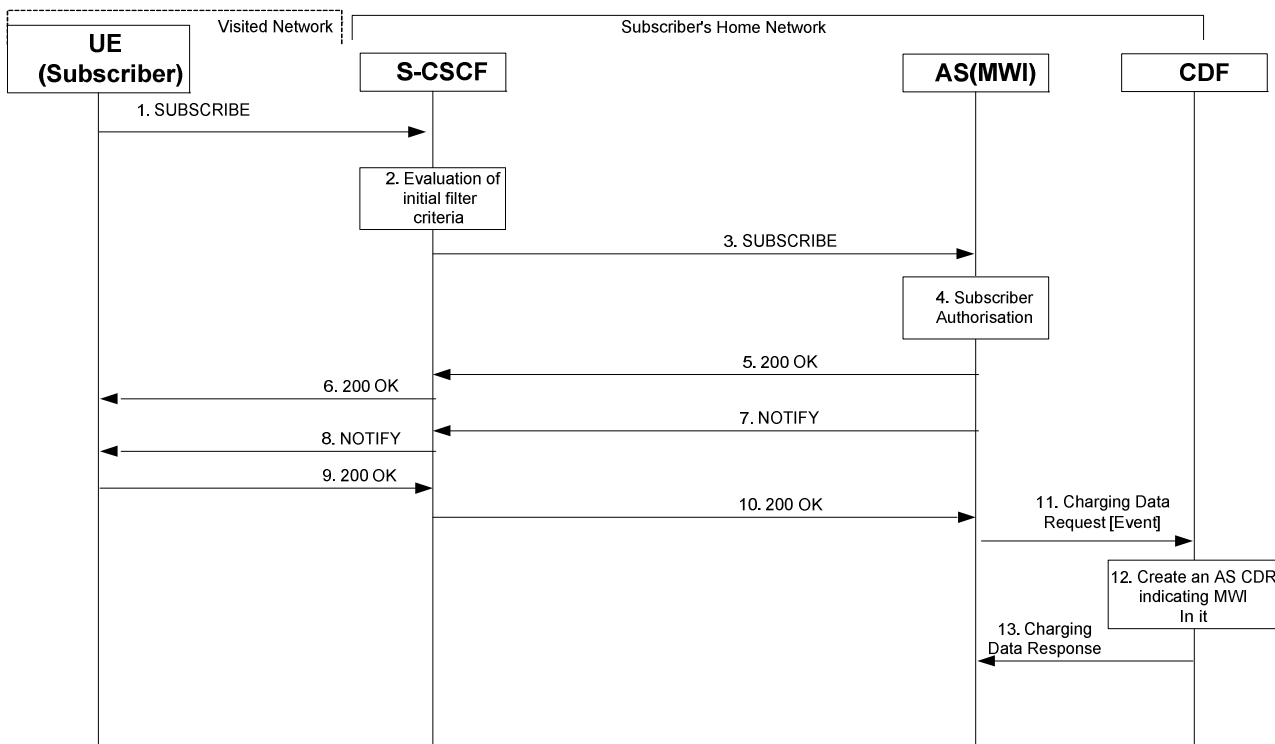 Visited Network
Subscriber's Home Network
UE
(Subscriber)
S-CSCF
AS(MWI)
CDF
1. SUBSCRIBE
2. Evaluation of
initial filter
criteria
3. SUBSCRIBE
4. Subscriber
Authorisation
5. 200 OK
6. 200 OK
7. NOTIFY
8. NOTIFY
9. 200 OK
10. 200 OK
11. Charging Data
Request [Event]
12. Create an AS CDR
indicating MWI
In it
13. Charging
Data Response